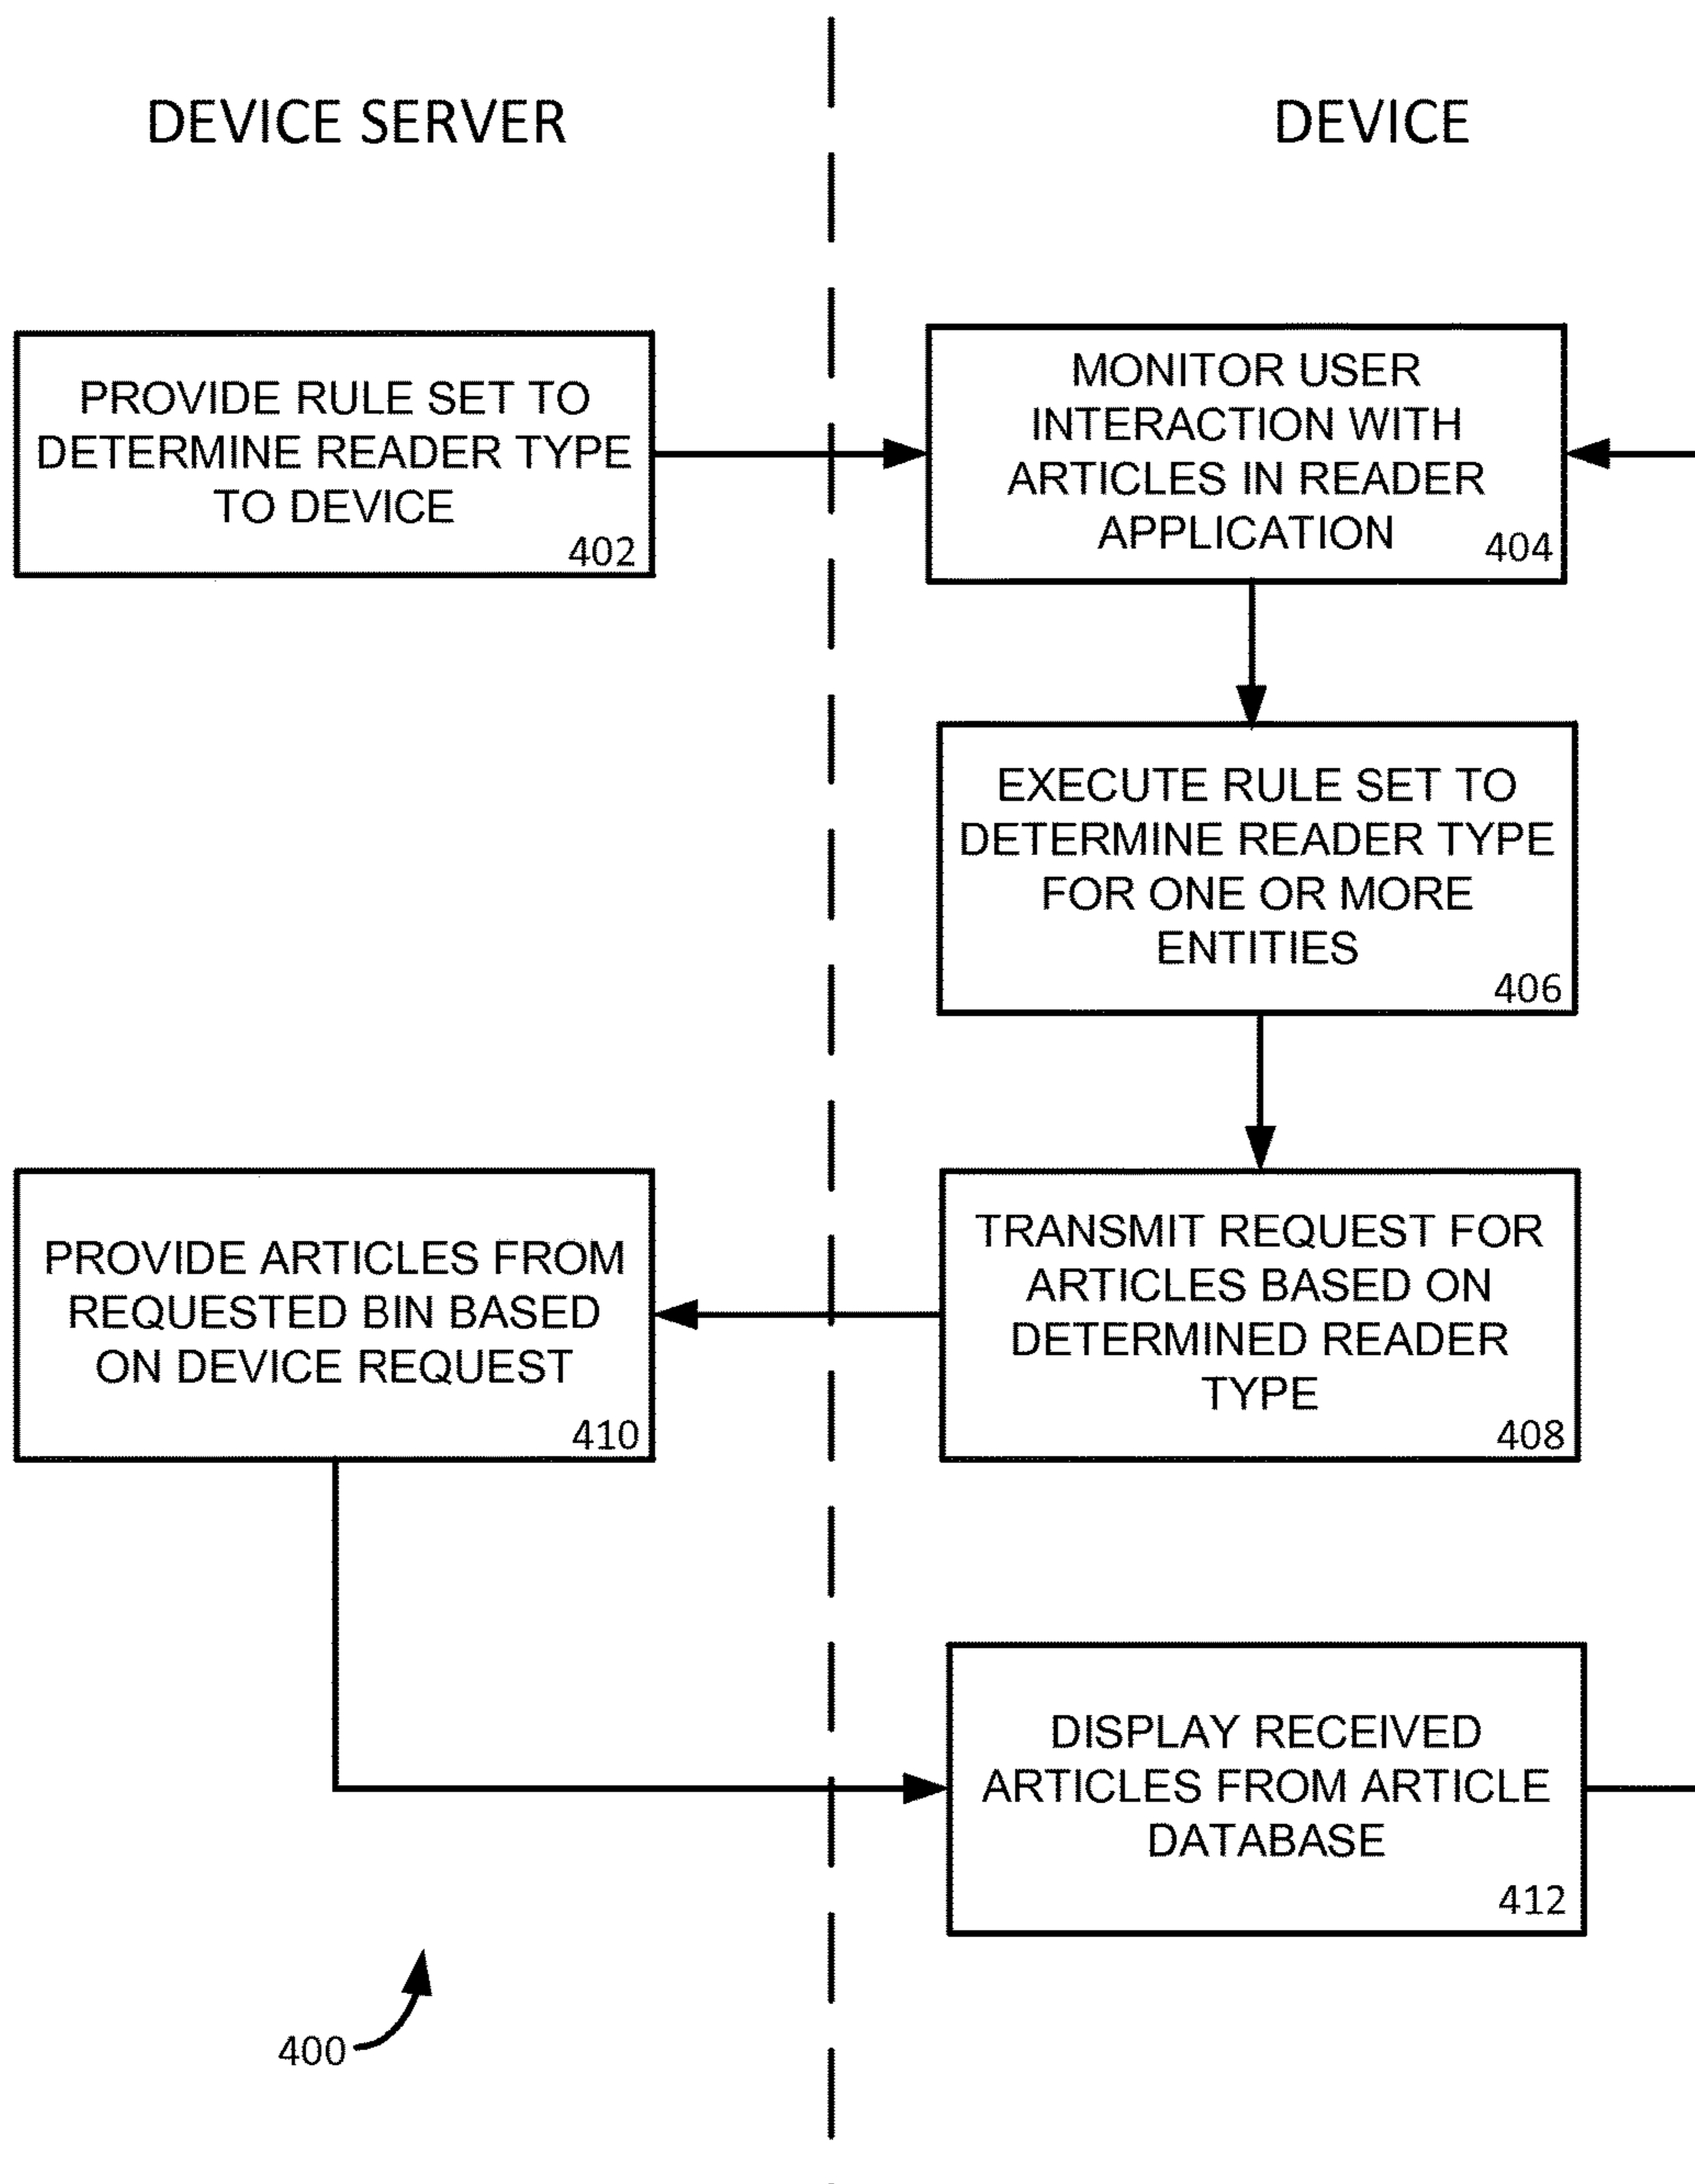 DEVICE SERVER
DEVICE
PROVIDE RULE SET TO
DETERMINE READER TYPE
TO DEVICE
402
MONITOR USER
INTERACTION WITH
ARTICLES IN READER
APPLICATION
404
EXECUTE RULE SET TO
DETERMINE READER TYPE
FOR ONE OR MORE
ENTITIES
406
TRANSMIT REQUEST FOR
ARTICLES BASED ON
DETERMINED READER
TYPE
408
PROVIDE ARTICLES FROM
REQUESTED BIN BASED
ON DEVICE REQUEST
410
DISPLAY RECEIVED
ARTICLES FROM ARTICLE
DATABASE
412
400